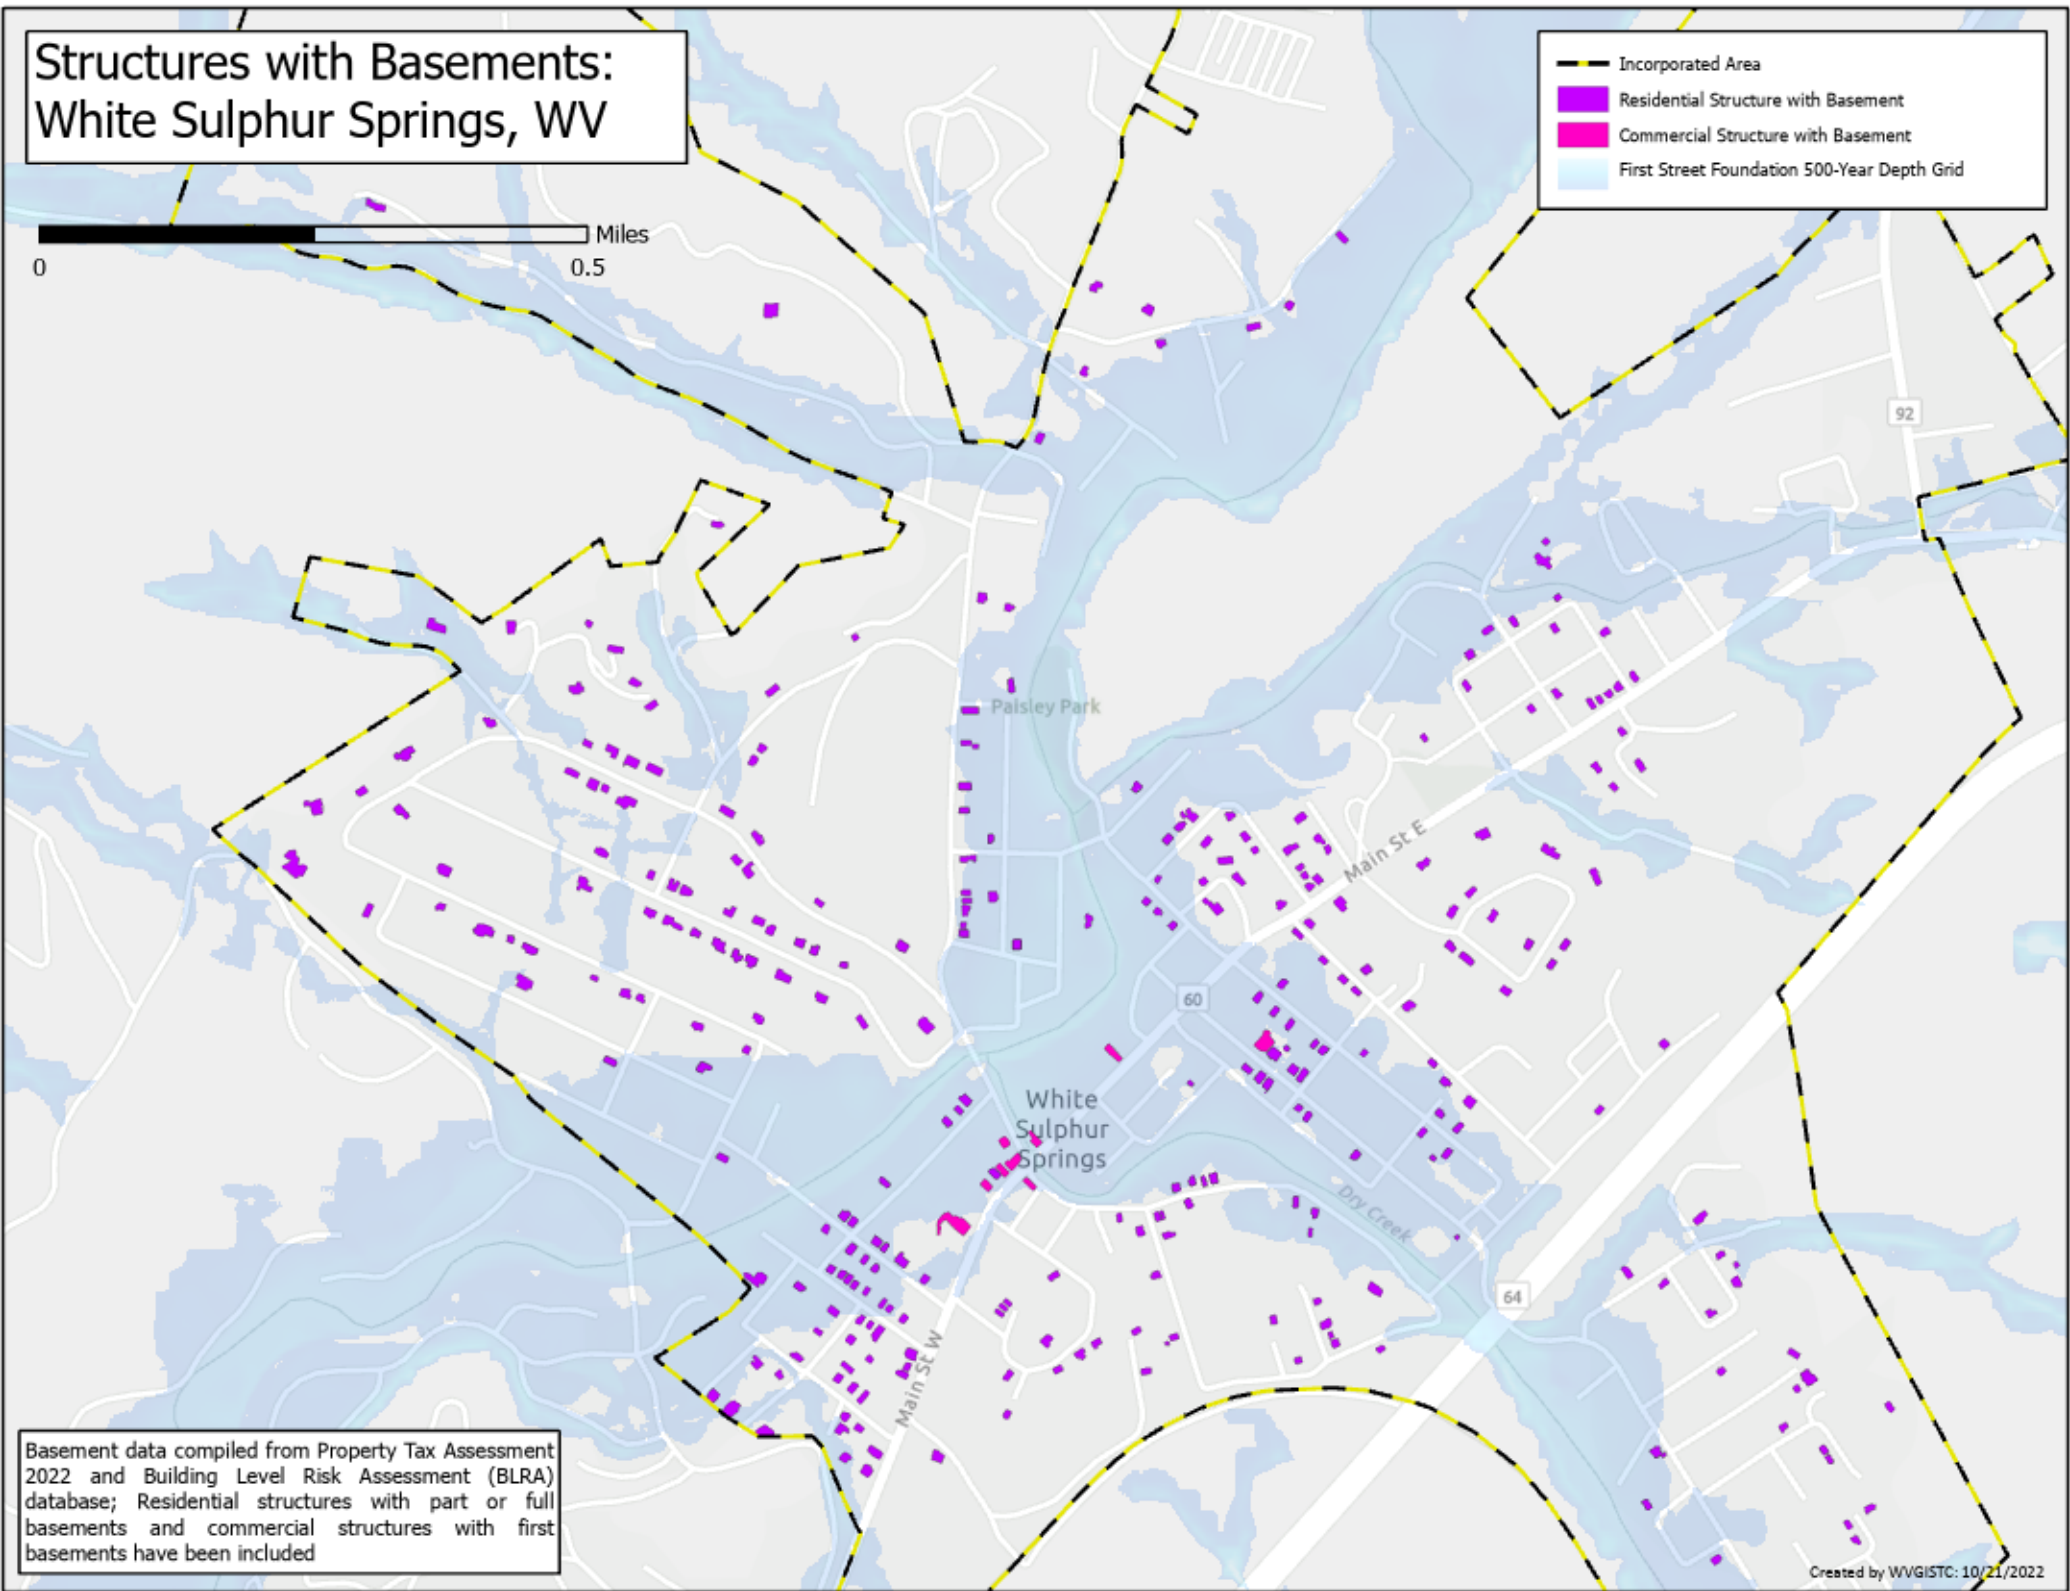 Structures with Basements:
White Sulphur Springs, WV
Incorporated Area
Residential Structure with Basement
Commercial Structure with Basement
First Street Foundation 500-Year Depth Grid
Miles
0
0.5
92
Paisley Park
Main St E
60
White
Sulphur
Springs
Dry Creek
64
Main St W
Basement data compiled from Property Tax Assessment
2022 and Building Level Risk Assessment (BLRA)
database; Residential structures with part or full
basements and commercial structures with first
basements have been included
Created by WVGISTC: 10/21/2022